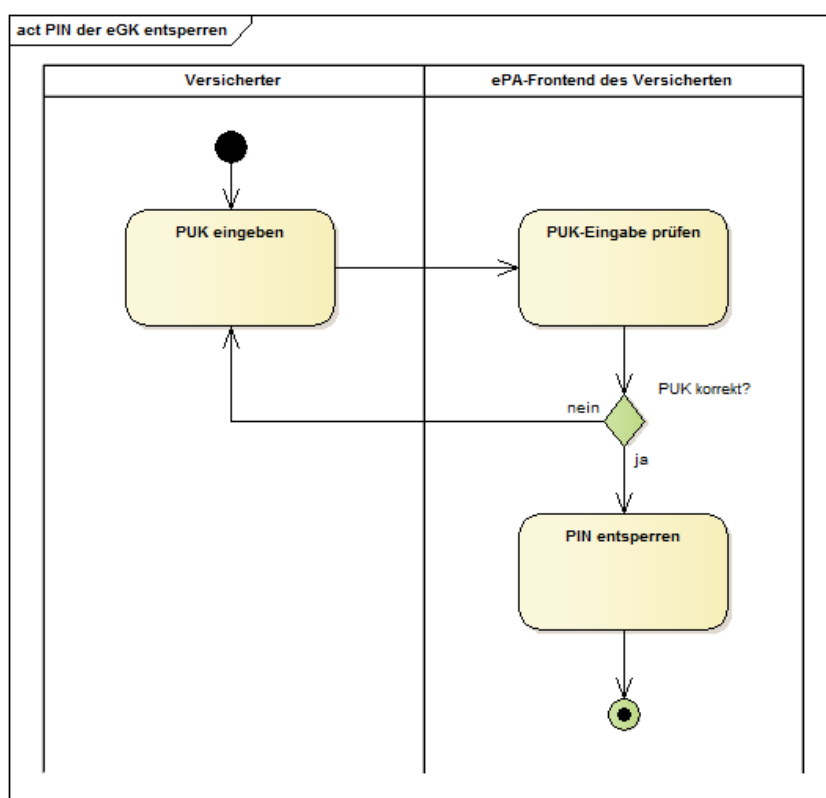 act PIN der eGK entsperren
Versicherter
ePA-Frontend des Versicherten
PUK eingeben
PUK-Eingabe prüfen
PUK korrekt?
nein
ja
PIN entsperren